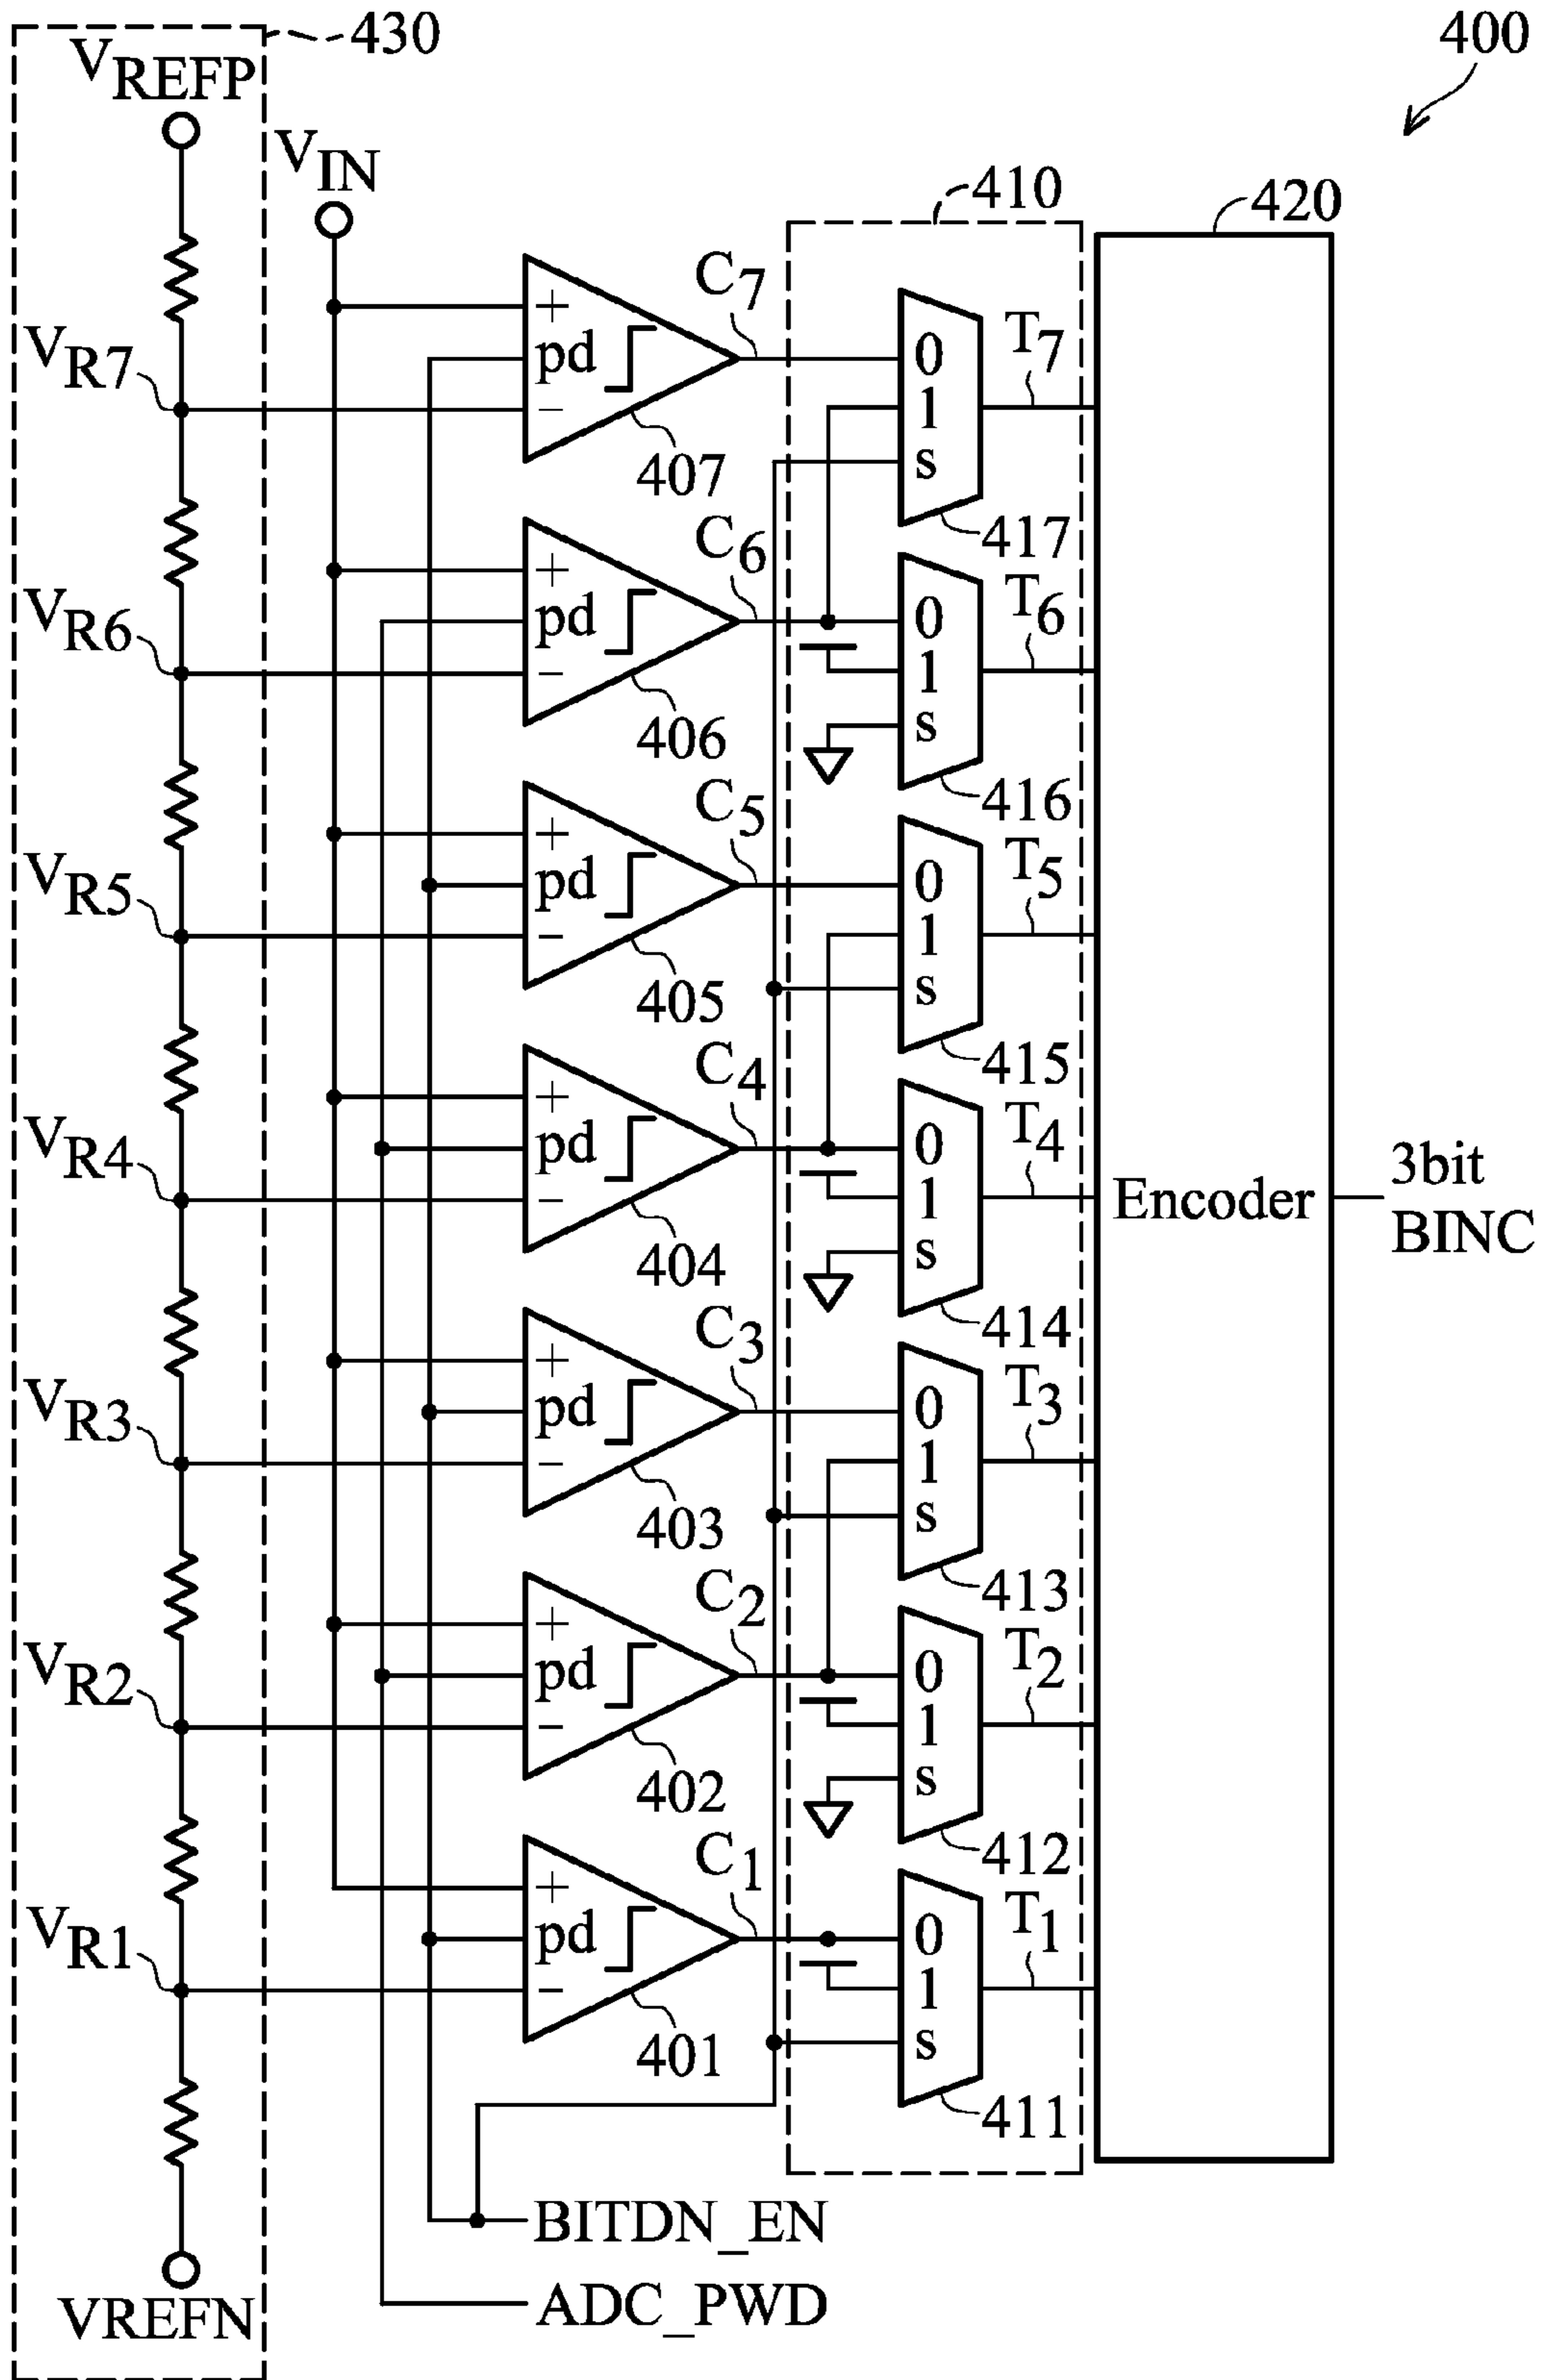 430
400
VREFP
VIN
410
420
C7
+
pd
−
407
0
1
s
T7
417
VR7
C6
+
pd
−
406
0
1
s
T6
416
VR6
C5
+
pd
−
405
0
1
s
T5
415
VR5
C4
+
pd
−
404
0
1
s
T4
414
VR4
Encoder
3bit
BINC
C3
+
pd
−
403
0
1
s
T3
413
VR3
C2
+
pd
−
402
0
1
s
T2
412
VR2
C1
+
pd
−
401
0
1
s
T1
411
VR1
BITDN_EN
ADC_PWD
VREFN